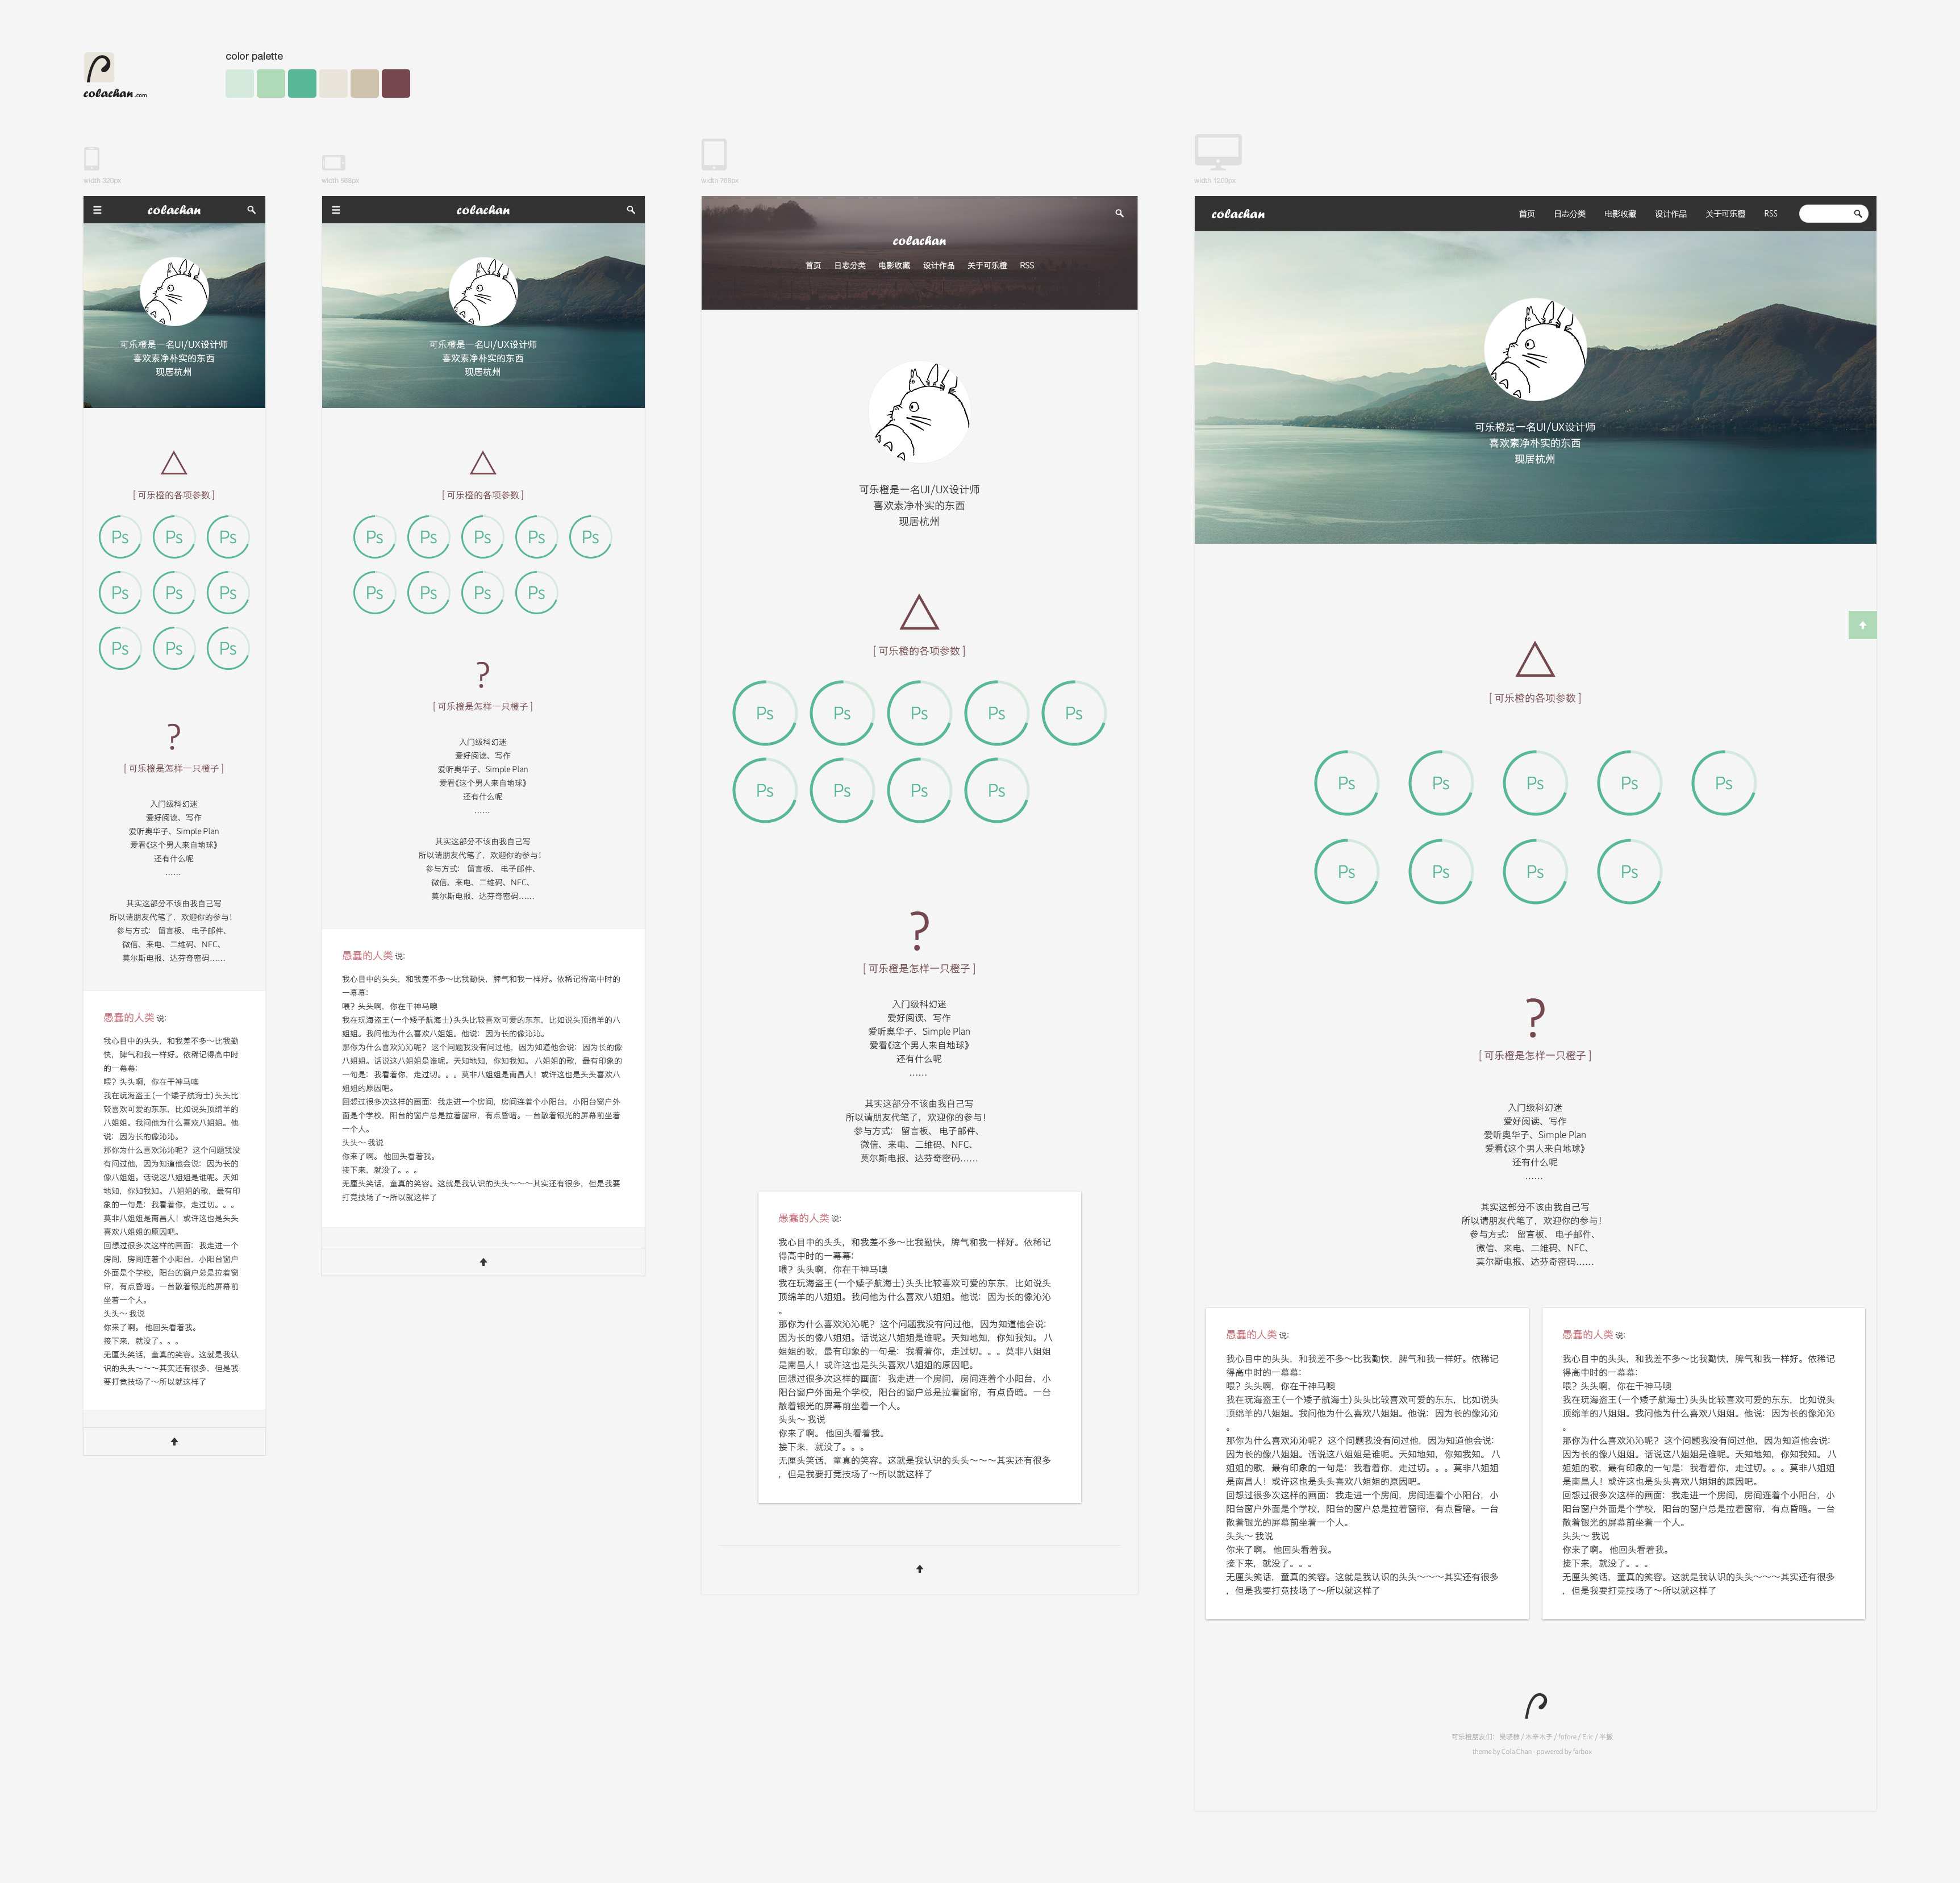 colachan.com
color palette
width 320px
colachan
可乐橙是一名UI/UX设计师
喜欢素净朴实的东西
现居杭州
[ 可乐橙的各项参数 ]
Ps Ps Ps
Ps Ps Ps
Ps Ps Ps
?
[ 可乐橙是怎样一只橙子 ]
入门级科幻迷
爱好阅读、写作
爱听奥华子、Simple Plan
爱看《这个男人来自地球》
还有什么呢
……
其实这部分不该由我自己写
所以请朋友代笔了，欢迎你的参与！
参与方式： 留言板、 电子邮件、
微信、来电、二维码、NFC、
莫尔斯电报、达芬奇密码……
愚蠢的人类 说:
我心目中的头头，和我差不多～比我勤
快，脾气和我一样好。依稀记得高中时
的一幕幕：
喂？头头啊，你在干神马噢
我在玩海盗王(一个矮子航海士)头头比
较喜欢可爱的东东，比如说头顶绵羊的
八姐姐。我问他为什么喜欢八姐姐。他
说：因为长的像沁沁。
那你为什么喜欢沁沁呢？ 这个问题我没
有问过他，因为知道他会说：因为长的
像八姐姐。话说这八姐姐是谁呢。天知
地知，你知我知。 八姐姐的歌，最有印
象的一句是：我看着你，走过切。。。
莫非八姐姐是南昌人！或许这也是头头
喜欢八姐姐的原因吧。
回想过很多次这样的画面：我走进一个
房间，房间连着个小阳台，小阳台窗户
外面是个学校，阳台的窗户总是拉着窗
帘，有点昏暗。一台散着银光的屏幕前
坐着一个人。
头头～ 我说
你来了啊。 他回头看着我。
接下来，就没了。。。
无厘头笑话，童真的笑容。这就是我认
识的头头～～～其实还有很多，但是我
要打竞技场了～所以就这样了
width 568px
colachan
可乐橙是一名UI/UX设计师
喜欢素净朴实的东西
现居杭州
[ 可乐橙的各项参数 ]
Ps Ps Ps Ps Ps
Ps Ps Ps Ps
?
[ 可乐橙是怎样一只橙子 ]
入门级科幻迷
爱好阅读、写作
爱听奥华子、Simple Plan
爱看《这个男人来自地球》
还有什么呢
……
其实这部分不该由我自己写
所以请朋友代笔了，欢迎你的参与！
参与方式： 留言板、 电子邮件、
微信、来电、二维码、NFC、
莫尔斯电报、达芬奇密码……
愚蠢的人类 说:
我心目中的头头，和我差不多～比我勤快，脾气和我一样好。依稀记得高中时的
一幕幕：
喂？头头啊，你在干神马噢
我在玩海盗王(一个矮子航海士)头头比较喜欢可爱的东东，比如说头顶绵羊的八
姐姐。我问他为什么喜欢八姐姐。他说：因为长的像沁沁。
那你为什么喜欢沁沁呢？ 这个问题我没有问过他，因为知道他会说：因为长的像
八姐姐。话说这八姐姐是谁呢。天知地知，你知我知。 八姐姐的歌，最有印象的
一句是：我看着你，走过切。。。莫非八姐姐是南昌人！或许这也是头头喜欢八
姐姐的原因吧。
回想过很多次这样的画面：我走进一个房间，房间连着个小阳台，小阳台窗户外
面是个学校，阳台的窗户总是拉着窗帘，有点昏暗。一台散着银光的屏幕前坐着
一个人。
头头～ 我说
你来了啊。 他回头看着我。
接下来，就没了。。。
无厘头笑话，童真的笑容。这就是我认识的头头～～～其实还有很多，但是我要
打竞技场了～所以就这样了
width 768px
colachan
首页 日志分类 电影收藏 设计作品 关于可乐橙 RSS
可乐橙是一名UI/UX设计师
喜欢素净朴实的东西
现居杭州
[ 可乐橙的各项参数 ]
Ps Ps Ps Ps Ps
Ps Ps Ps Ps
?
[ 可乐橙是怎样一只橙子 ]
入门级科幻迷
爱好阅读、写作
爱听奥华子、Simple Plan
爱看《这个男人来自地球》
还有什么呢
……
其实这部分不该由我自己写
所以请朋友代笔了，欢迎你的参与！
参与方式： 留言板、 电子邮件、
微信、来电、二维码、NFC、
莫尔斯电报、达芬奇密码……
愚蠢的人类 说:
我心目中的头头，和我差不多～比我勤快，脾气和我一样好。依稀记
得高中时的一幕幕：
喂？头头啊，你在干神马噢
我在玩海盗王(一个矮子航海士)头头比较喜欢可爱的东东，比如说头
顶绵羊的八姐姐。我问他为什么喜欢八姐姐。他说：因为长的像沁沁
。
那你为什么喜欢沁沁呢？ 这个问题我没有问过他，因为知道他会说：
因为长的像八姐姐。话说这八姐姐是谁呢。天知地知，你知我知。 八
姐姐的歌，最有印象的一句是：我看着你，走过切。。。莫非八姐姐
是南昌人！或许这也是头头喜欢八姐姐的原因吧。
回想过很多次这样的画面：我走进一个房间，房间连着个小阳台，小
阳台窗户外面是个学校，阳台的窗户总是拉着窗帘，有点昏暗。一台
散着银光的屏幕前坐着一个人。
头头～ 我说
你来了啊。 他回头看着我。
接下来，就没了。。。
无厘头笑话，童真的笑容。这就是我认识的头头～～～其实还有很多
，但是我要打竞技场了～所以就这样了
width 1200px
colachan 首页 日志分类 电影收藏 设计作品 关于可乐橙 RSS
可乐橙是一名UI/UX设计师
喜欢素净朴实的东西
现居杭州
[ 可乐橙的各项参数 ]
Ps Ps Ps Ps Ps
Ps Ps Ps Ps
?
[ 可乐橙是怎样一只橙子 ]
入门级科幻迷
爱好阅读、写作
爱听奥华子、Simple Plan
爱看《这个男人来自地球》
还有什么呢
……
其实这部分不该由我自己写
所以请朋友代笔了，欢迎你的参与！
参与方式： 留言板、 电子邮件、
微信、来电、二维码、NFC、
莫尔斯电报、达芬奇密码……
愚蠢的人类 说:
我心目中的头头，和我差不多～比我勤快，脾气和我一样好。依稀记
得高中时的一幕幕：
喂？头头啊，你在干神马噢
我在玩海盗王(一个矮子航海士)头头比较喜欢可爱的东东，比如说头
顶绵羊的八姐姐。我问他为什么喜欢八姐姐。他说：因为长的像沁沁
。
那你为什么喜欢沁沁呢？ 这个问题我没有问过他，因为知道他会说：
因为长的像八姐姐。话说这八姐姐是谁呢。天知地知，你知我知。 八
姐姐的歌，最有印象的一句是：我看着你，走过切。。。莫非八姐姐
是南昌人！或许这也是头头喜欢八姐姐的原因吧。
回想过很多次这样的画面：我走进一个房间，房间连着个小阳台，小
阳台窗户外面是个学校，阳台的窗户总是拉着窗帘，有点昏暗。一台
散着银光的屏幕前坐着一个人。
头头～ 我说
你来了啊。 他回头看着我。
接下来，就没了。。。
无厘头笑话，童真的笑容。这就是我认识的头头～～～其实还有很多
，但是我要打竞技场了～所以就这样了
愚蠢的人类 说:
我心目中的头头，和我差不多～比我勤快，脾气和我一样好。依稀记
得高中时的一幕幕：
喂？头头啊，你在干神马噢
我在玩海盗王(一个矮子航海士)头头比较喜欢可爱的东东，比如说头
顶绵羊的八姐姐。我问他为什么喜欢八姐姐。他说：因为长的像沁沁
。
那你为什么喜欢沁沁呢？ 这个问题我没有问过他，因为知道他会说：
因为长的像八姐姐。话说这八姐姐是谁呢。天知地知，你知我知。 八
姐姐的歌，最有印象的一句是：我看着你，走过切。。。莫非八姐姐
是南昌人！或许这也是头头喜欢八姐姐的原因吧。
回想过很多次这样的画面：我走进一个房间，房间连着个小阳台，小
阳台窗户外面是个学校，阳台的窗户总是拉着窗帘，有点昏暗。一台
散着银光的屏幕前坐着一个人。
头头～ 我说
你来了啊。 他回头看着我。
接下来，就没了。。。
无厘头笑话，童真的笑容。这就是我认识的头头～～～其实还有很多
，但是我要打竞技场了～所以就这样了
可乐橙朋友们： / 木亲木子 / fofore / Eric /
theme by Cola Chan - powered by farbox